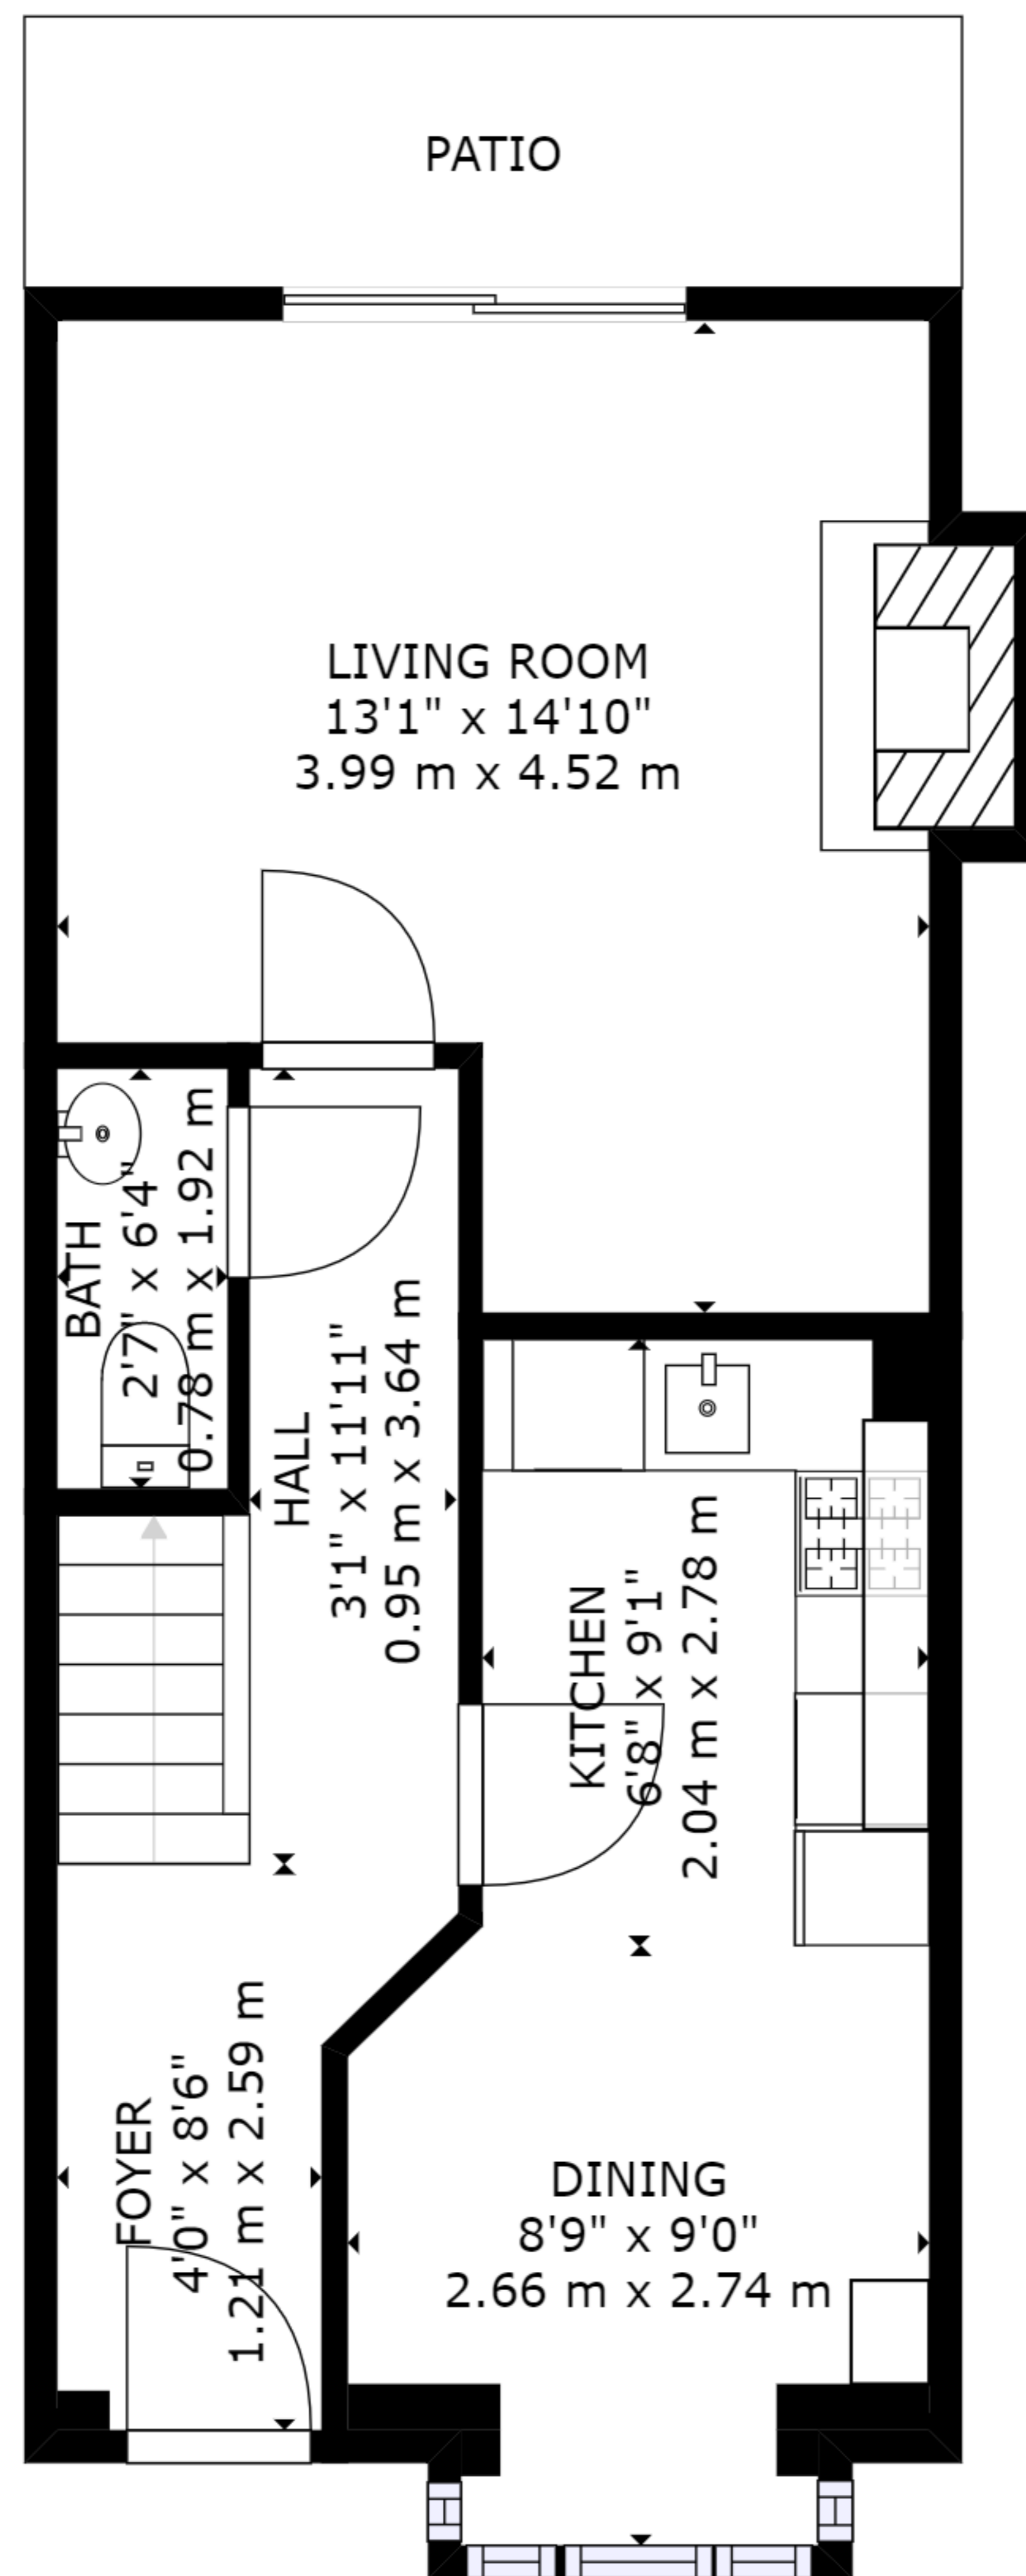 PATIO
LIVING ROOM
13'1" x 14'10"
3.99 m x 4.52 m
BATH
2'7" x 6'4"
0.78 m x 1.92 m
HALL
3'1" x 11'11"
0.95 m x 3.64 m
KITCHEN
6'8" x 9'1"
2.04 m x 2.78 m
FOYER
4'0" x 8'6"
1.21 m x 2.59 m
DINING
8'9" x 9'0"
2.66 m x 2.74 m